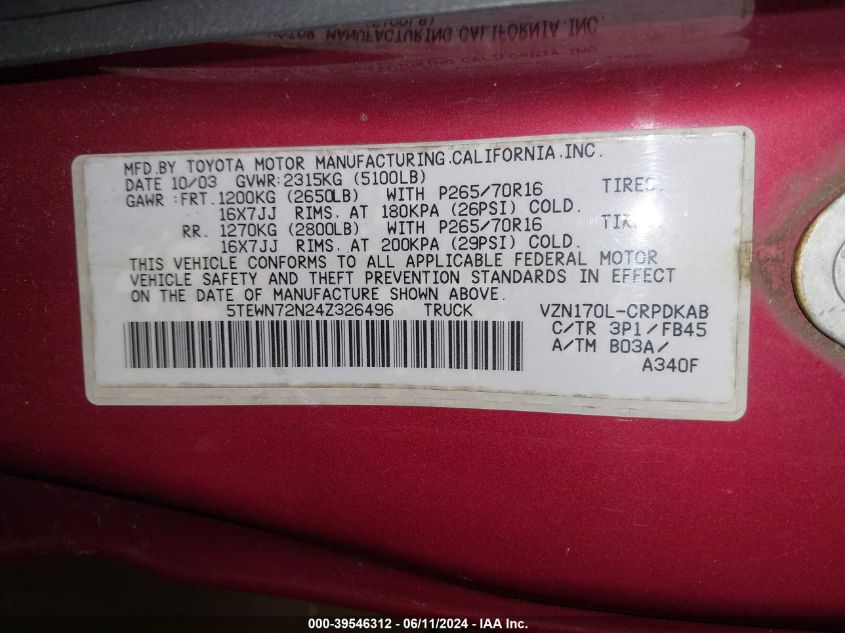 MOTOR MANUFACTURING CALIFORNIA, INC.
MFD.BY TOYOTA MOTOR MANUFACTURING.CALIFORNIA.INC.
DATE 10/03 GVWR:2315KG (5100LB)
GAWR :FRT.1200KG (2650LB) WITH P265/70R16 TIRES.
16X7JJ RIMS, AT 180KPA (26PSI) COLD.
RR. 1270KG (2800LB) WITH P265/70R16
16X7JJ RIMS, AT 200KPA (29PSI) COLD.
THIS VEHICLE CONFORMS TO ALL APPLICABLE FEDERAL MOTOR
VEHICLE SAFETY AND THEFT PREVENTION STANDARDS IN EFFECT
ON THE DATE OF MANUFACTURE SHOWN ABOVE.
5TEWN72N24Z326496 TRUCK VZN170L-CRPDKAB
C/TR 3P1/FB45
A/TM B03A/
A340F
000-39546312 - 06/11/2024 - IAA Inc.